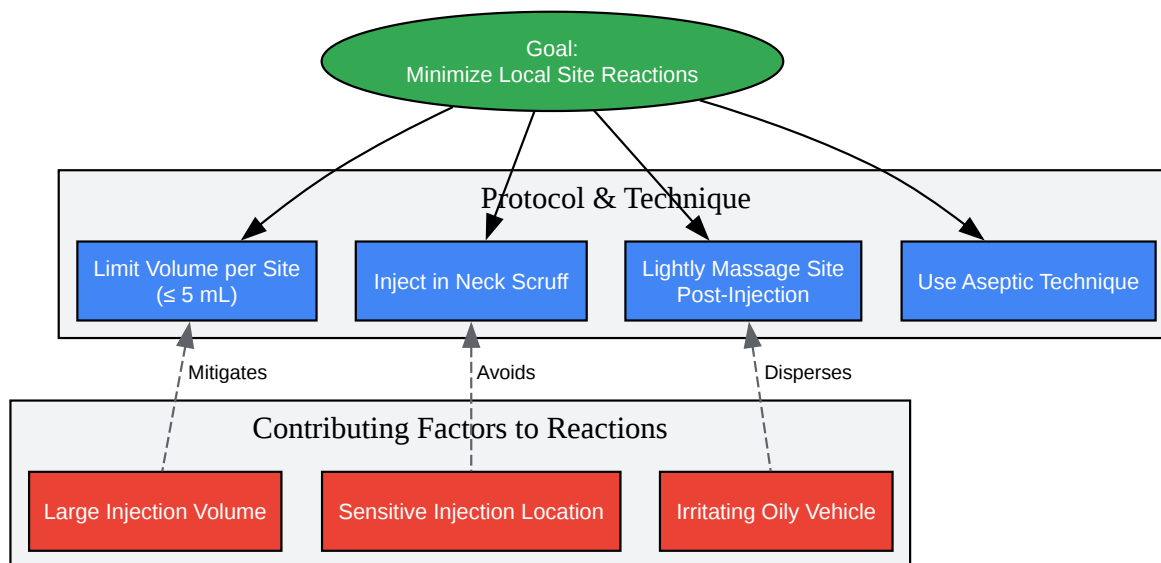 Goal:
Minimize Local Site Reactions
Protocol & Technique
Limit Volume per Site
(≤ 5 mL)
Inject in Neck Scruff
Lightly Massage Site
Post-Injection
Use Aseptic Technique
Mitigates
Avoids
Disperses
Contributing Factors to Reactions
Large Injection Volume
Sensitive Injection Location
Irritating Oily Vehicle